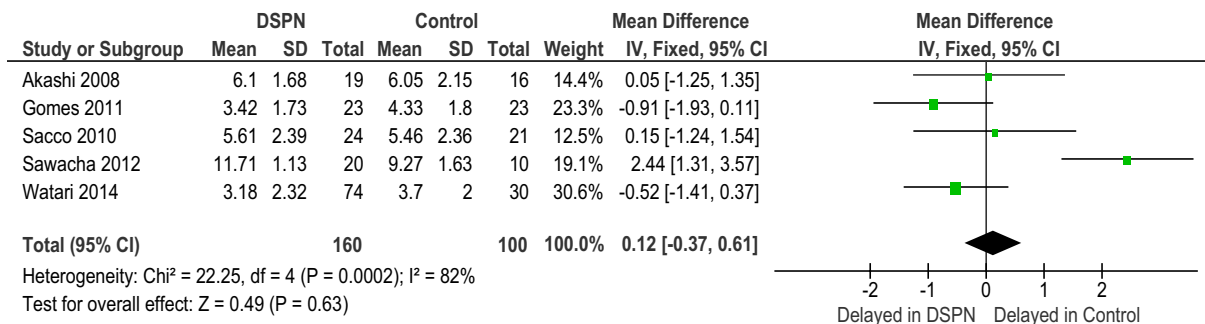 DSPN Control Mean Difference Mean Difference
Study or Subgroup Mean SD Total Mean SD Total Weight IV, Fixed, 95% CI IV, Fixed, 95% CI
Akashi 2008 6.1 1.68 19 6.05 2.15 16 14.4% 0.05 [-1.25, 1.35]
Gomes 2011 3.42 1.73 23 4.33 1.8 23 23.3% -0.91 [-1.93, 0.11]
Sacco 2010 5.61 2.39 24 5.46 2.36 21 12.5% 0.15 [-1.24, 1.54]
Sawacha 2012 11.71 1.13 20 9.27 1.63 10 19.1% 2.44 [1.31, 3.57]
Watari 2014 3.18 2.32 74 3.7 2 30 30.6% -0.52 [-1.41, 0.37]
Total (95% CI) 160 100 100.0% 0.12 [-0.37, 0.61]
Heterogeneity: Chi² = 22.25, df = 4 (P = 0.0002); I² = 82%
Test for overall effect: Z = 0.49 (P = 0.63)
-2 -1 0 1 2
Delayed in DSPN Delayed in Control